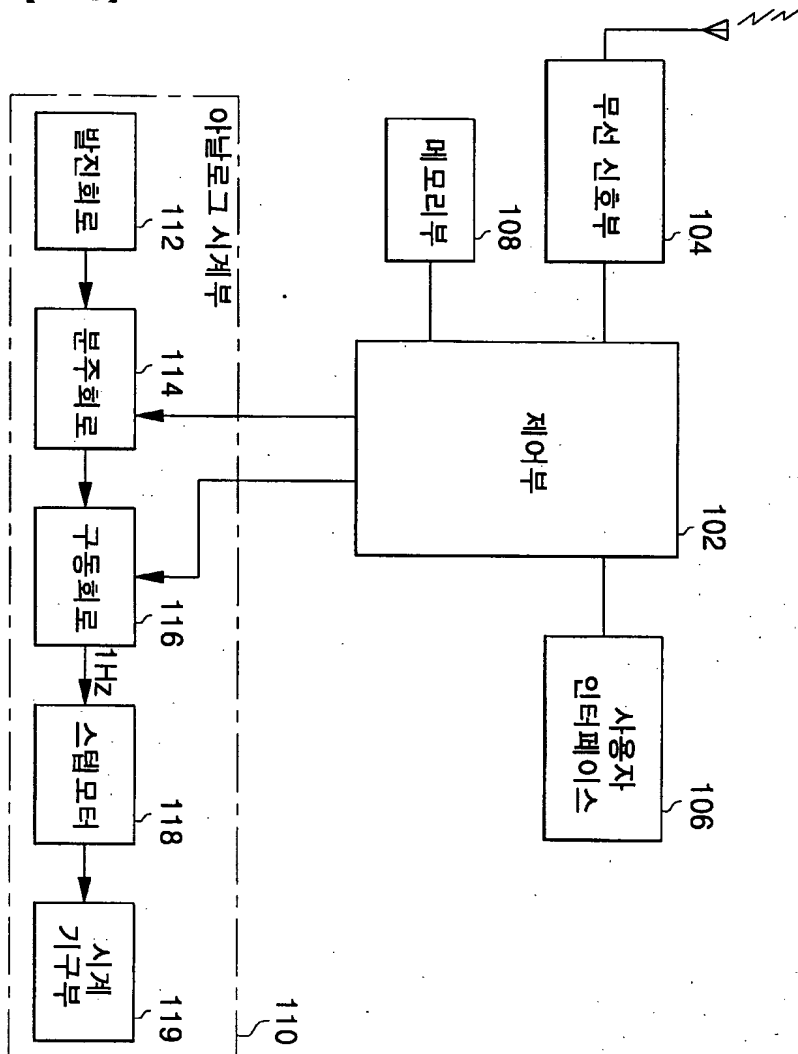 무선 신호부
104
메모리부
108
제어부
102
사용자
인터페이스
106
아날로그 시계부
110
발진회로
112
분주회로
114
구동회로
116
1Hz
스텝모터
118
시계
기구부
119